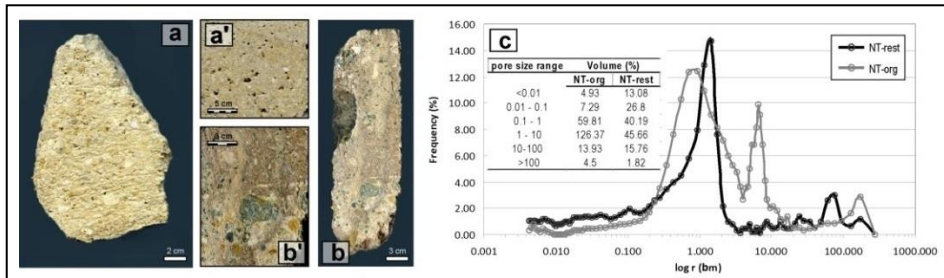 a
a'
b'
b
5 cm
2 cm
3 cm
c
pore size range Volume (%)
NT-org NT-rest
<0.01 4.93 13.08
0.01 - 0.1 7.29 26.8
0.1 - 1 59.81 40.19
1 - 10 126.37 45.66
10-100 13.93 15.76
>100 4.5 1.82
NT-rest
NT-org
Frequency (%)
16.00
14.00
12.00
10.00
8.00
6.00
4.00
2.00
0.00
0.001 0.010 0.100 1.000 10.000 100.000 1000.000
log r (bm)